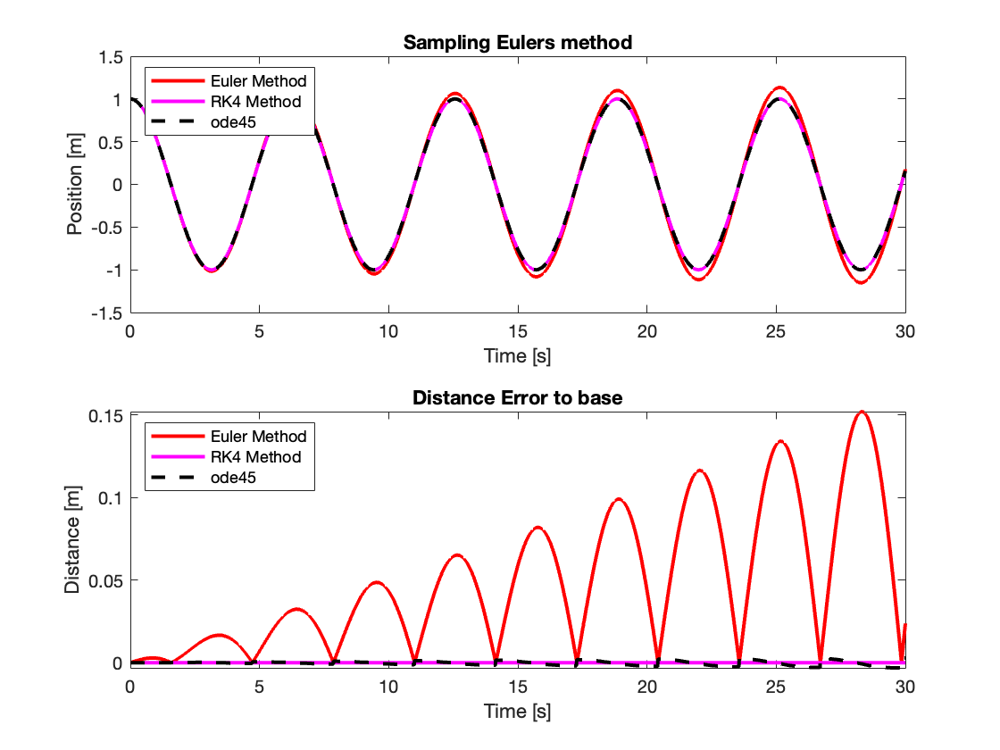 Sampling Eulers method
1.5
1
0.5
0
-0.5
-1
-1.5
Position [m]
Euler Method
RK4 Method
ode45
0 5 10 15 20 25 30
Time [s]
Distance Error to base
0.15
0.1
0.05
0
Distance [m]
Euler Method
RK4 Method
ode45
0 5 10 15 20 25 30
Time [s]